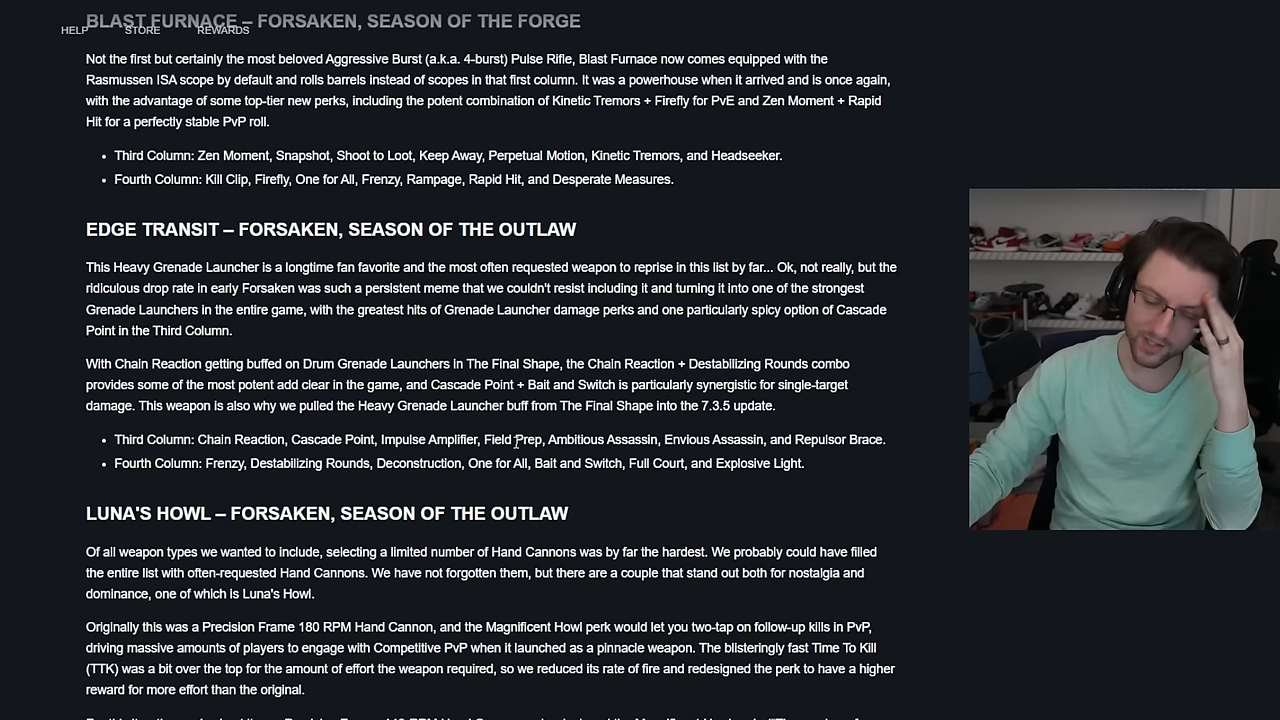 BLAST FURNACE – FORSAKEN, SEASON OF THE FORGE
HELP STORE REWARDS
Not the first but certainly the most beloved Aggressive Burst (a.k.a. 4-burst) Pulse Rifle, Blast Furnace now comes equipped with the
Rasmussen ISA scope by default and rolls barrels instead of scopes in that first column. It was a powerhouse when it arrived and is once again,
with the advantage of some top-tier new perks, including the potent combination of Kinetic Tremors + Firefly for PvE and Zen Moment + Rapid
Hit for a perfectly stable PvP roll.
• Third Column: Zen Moment, Snapshot, Shoot to Loot, Keep Away, Perpetual Motion, Kinetic Tremors, and Headseeker.
• Fourth Column: Kill Clip, Firefly, One for All, Frenzy, Rampage, Rapid Hit, and Desperate Measures.
EDGE TRANSIT – FORSAKEN, SEASON OF THE OUTLAW
This Heavy Grenade Launcher is a longtime fan favorite and the most often requested weapon to reprise in this list by far... Ok, not really, but the
ridiculous drop rate in early Forsaken was such a persistent meme that we couldn't resist including it and turning it into one of the strongest
Grenade Launchers in the entire game, with the greatest hits of Grenade Launcher damage perks and one particularly spicy option of Cascade
Point in the Third Column.
With Chain Reaction getting buffed on Drum Grenade Launchers in The Final Shape, the Chain Reaction + Destabilizing Rounds combo
provides some of the most potent add clear in the game, and Cascade Point + Bait and Switch is particularly synergistic for single-target
damage. This weapon is also why we pulled the Heavy Grenade Launcher buff from The Final Shape into the 7.3.5 update.
• Third Column: Chain Reaction, Cascade Point, Impulse Amplifier, Field Prep, Ambitious Assassin, Envious Assassin, and Repulsor Brace.
• Fourth Column: Frenzy, Destabilizing Rounds, Deconstruction, One for All, Bait and Switch, Full Court, and Explosive Light.
LUNA'S HOWL – FORSAKEN, SEASON OF THE OUTLAW
Of all weapon types we wanted to include, selecting a limited number of Hand Cannons was by far the hardest. We probably could have filled
the entire list with often-requested Hand Cannons. We have not forgotten them, but there are a couple that stand out both for nostalgia and
dominance, one of which is Luna's Howl.
Originally this was a Precision Frame 180 RPM Hand Cannon, and the Magnificent Howl perk would let you two-tap on follow-up kills in PvP,
driving massive amounts of players to engage with Competitive PvP when it launched as a pinnacle weapon. The blisteringly fast Time To Kill
(TTK) was a bit over the top for the amount of effort the weapon required, so we reduced its rate of fire and redesigned the perk to have a higher
reward for more effort than the original.